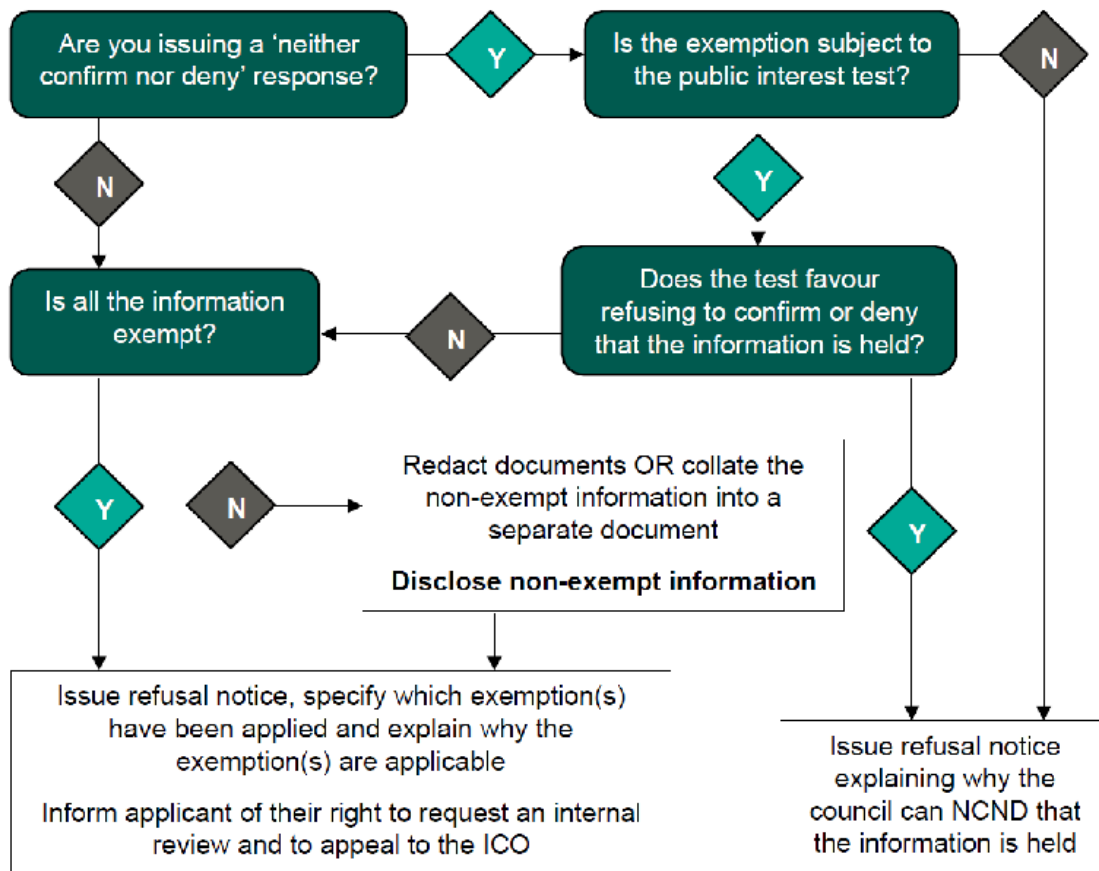 Are you issuing a ‘neither
confirm nor deny’ response?
Y
Is the exemption subject to
the public interest test?
N
N
Y
Is all the information
exempt?
N
Does the test favour
refusing to confirm or deny
that the information is held?
Y
N
Redact documents OR collate the
non-exempt information into a
separate document
Disclose non-exempt information
Y
Issue refusal notice, specify which exemption(s)
have been applied and explain why the
exemption(s) are applicable
Inform applicant of their right to request an internal
review and to appeal to the ICO
Issue refusal notice
explaining why the
council can NCND that
the information is held